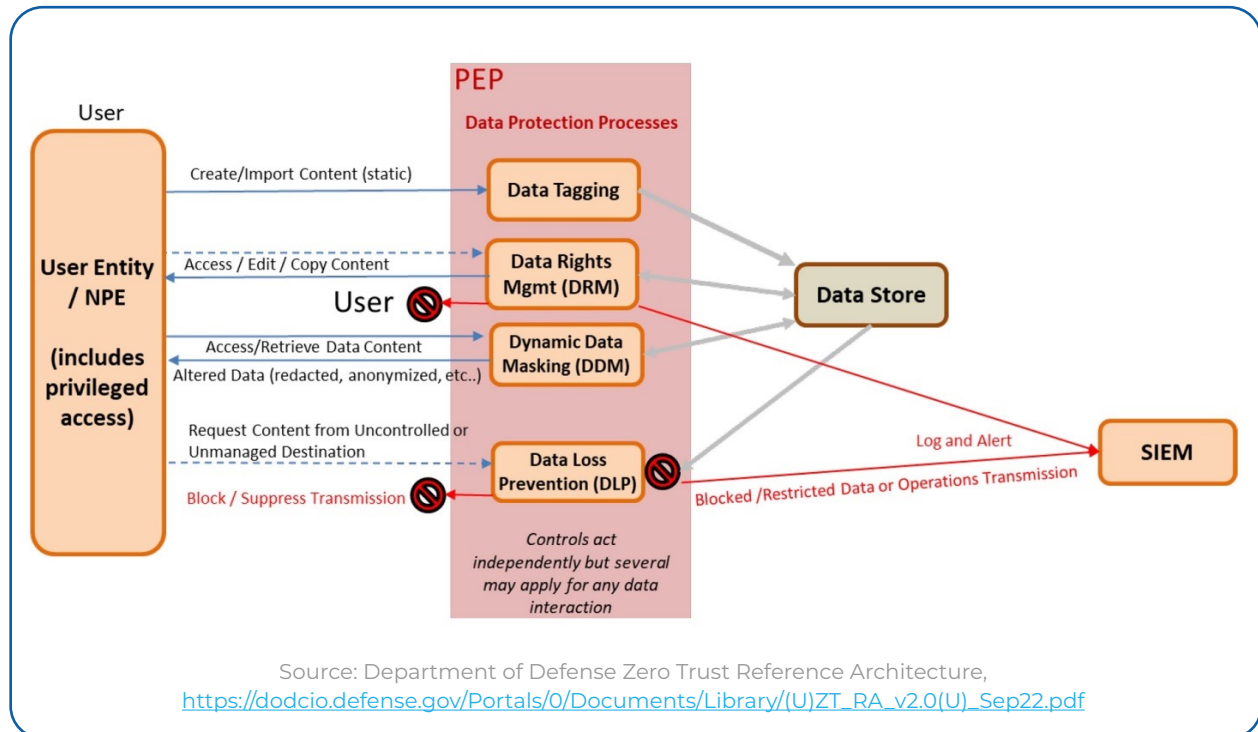 PEP
User
Data Protection Processes
Create/Import Content (static)
Data Tagging
User Entity
/ NPE
(includes
privileged
access)
Access / Edit / Copy Content
Data Rights
Mgmt (DRM)
User
Data Store
Access/Retrieve Data Content
Dynamic Data
Masking (DDM)
Altered Data (redacted, anonymized, etc..)
Request Content from Uncontrolled or
Unmanaged Destination
Data Loss
Prevention (DLP)
Block / Suppress Transmission
Log and Alert
SIEM
Blocked /Restricted Data or Operations Transmission
Controls act
independently but several
may apply for any data
interaction
Source: Department of Defense Zero Trust Reference Architecture,
https://dodcio.defense.gov/Portals/0/Documents/Library/(U)ZT_RA_v2.0(U)_Sep22.pdf